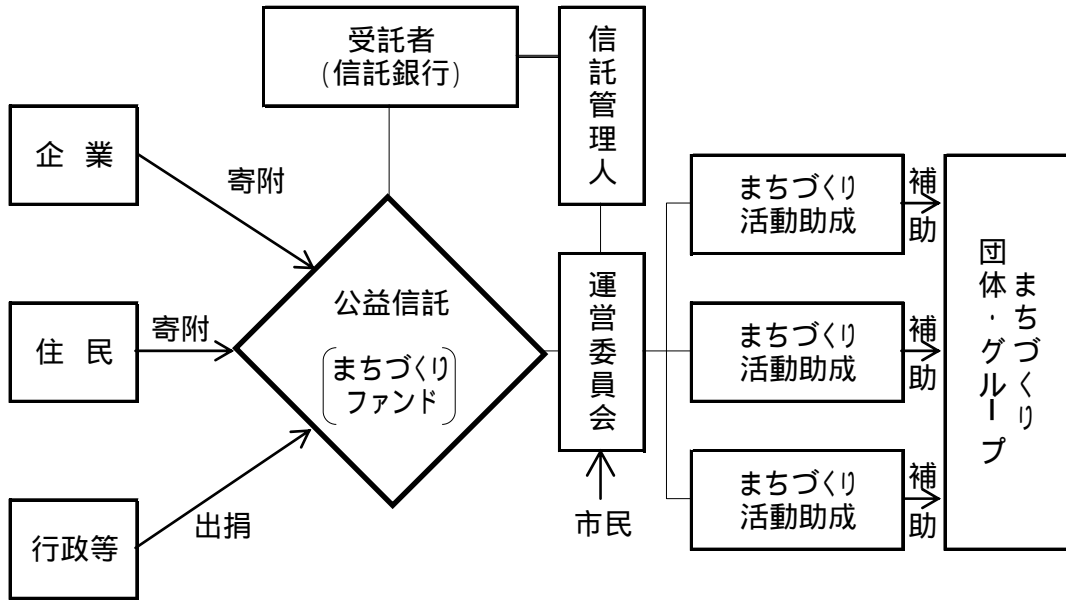 受託者
(信託銀行)
信託管理人
企 業
寄附
住 民
寄附
行政等
出捐
公益信託
まちづくり
ファンド
運営委員会
市民
まちづくり
活動助成
補助
まちづくり
活動助成
補助
まちづくり
活動助成
補助
まちづくり
団体・グループ